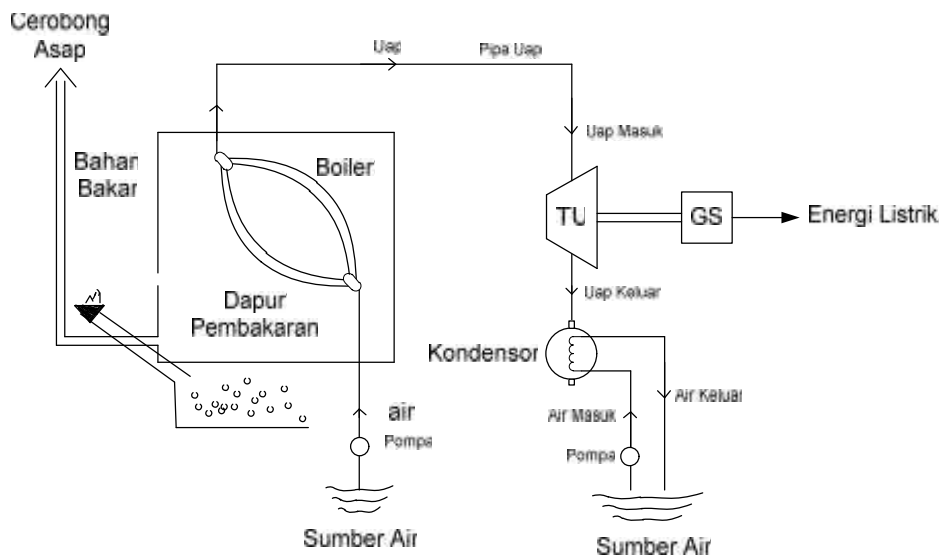 Cerobong
Asap
Uap
Pipa Uap
Uap Masuk
Bahan
Bakar
Boiler
TU
GS
Energi Listrik
Dapur
Pembakaran
Uap Keluar
Kondensor
Air Keluar
air
Air Masuk
Pompa
Pompa
Sumber Air
Sumber Air